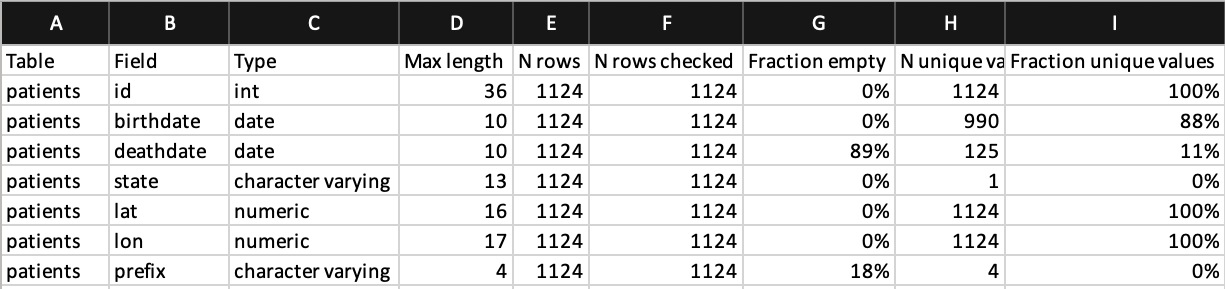 A B C D E F G H I
Table Field Type Max length N rows N rows checked Fraction empty N unique va Fraction unique values
patients id int 36 1124 1124 0% 1124 100%
patients birthdate date 10 1124 1124 0% 990 88%
patients deathdate date 10 1124 1124 89% 125 11%
patients state character varying 13 1124 1124 0% 1 0%
patients lat numeric 16 1124 1124 0% 1124 100%
patients lon numeric 17 1124 1124 0% 1124 100%
patients prefix character varying 4 1124 1124 18% 4 0%